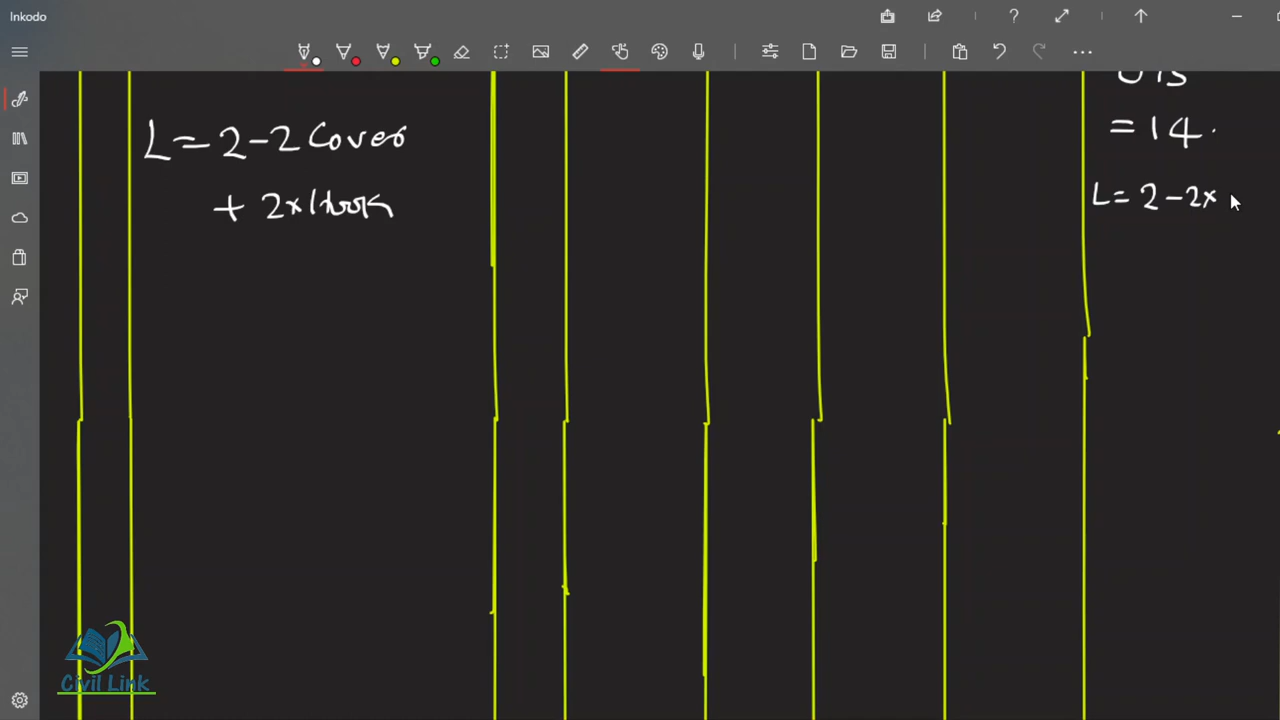 Inkodo
L = 2 - 2 Cover
+ 2 x Hook
= 14.
L = 2 - 2x
Civil Link